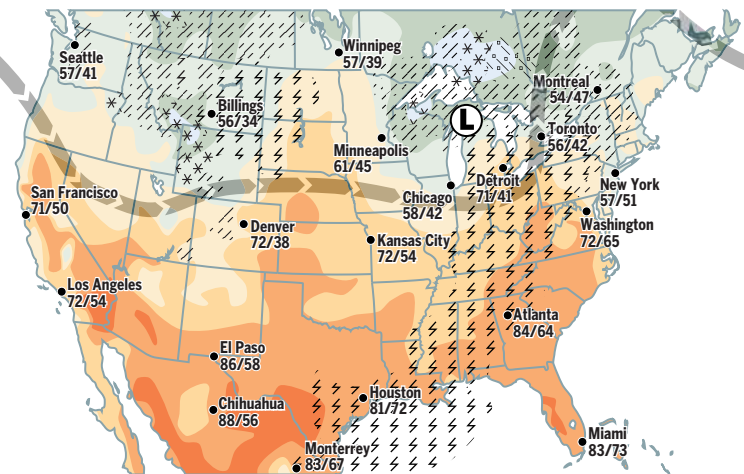 Winnipeg
57/39
Seattle
57/41
Montreal
54/47
Billings
56/34
Toronto
56/42
L
Minneapolis
61/45
Detroit
71/41
New York
57/51
San Francisco
71/50
Chicago
58/42
Washington
72/65
Denver
72/38
Kansas City
72/54
Los Angeles
72/54
Atlanta
84/64
El Paso
86/58
Houston
81/72
Chihuahua
88/56
Miami
83/73
Monterrey
83/67